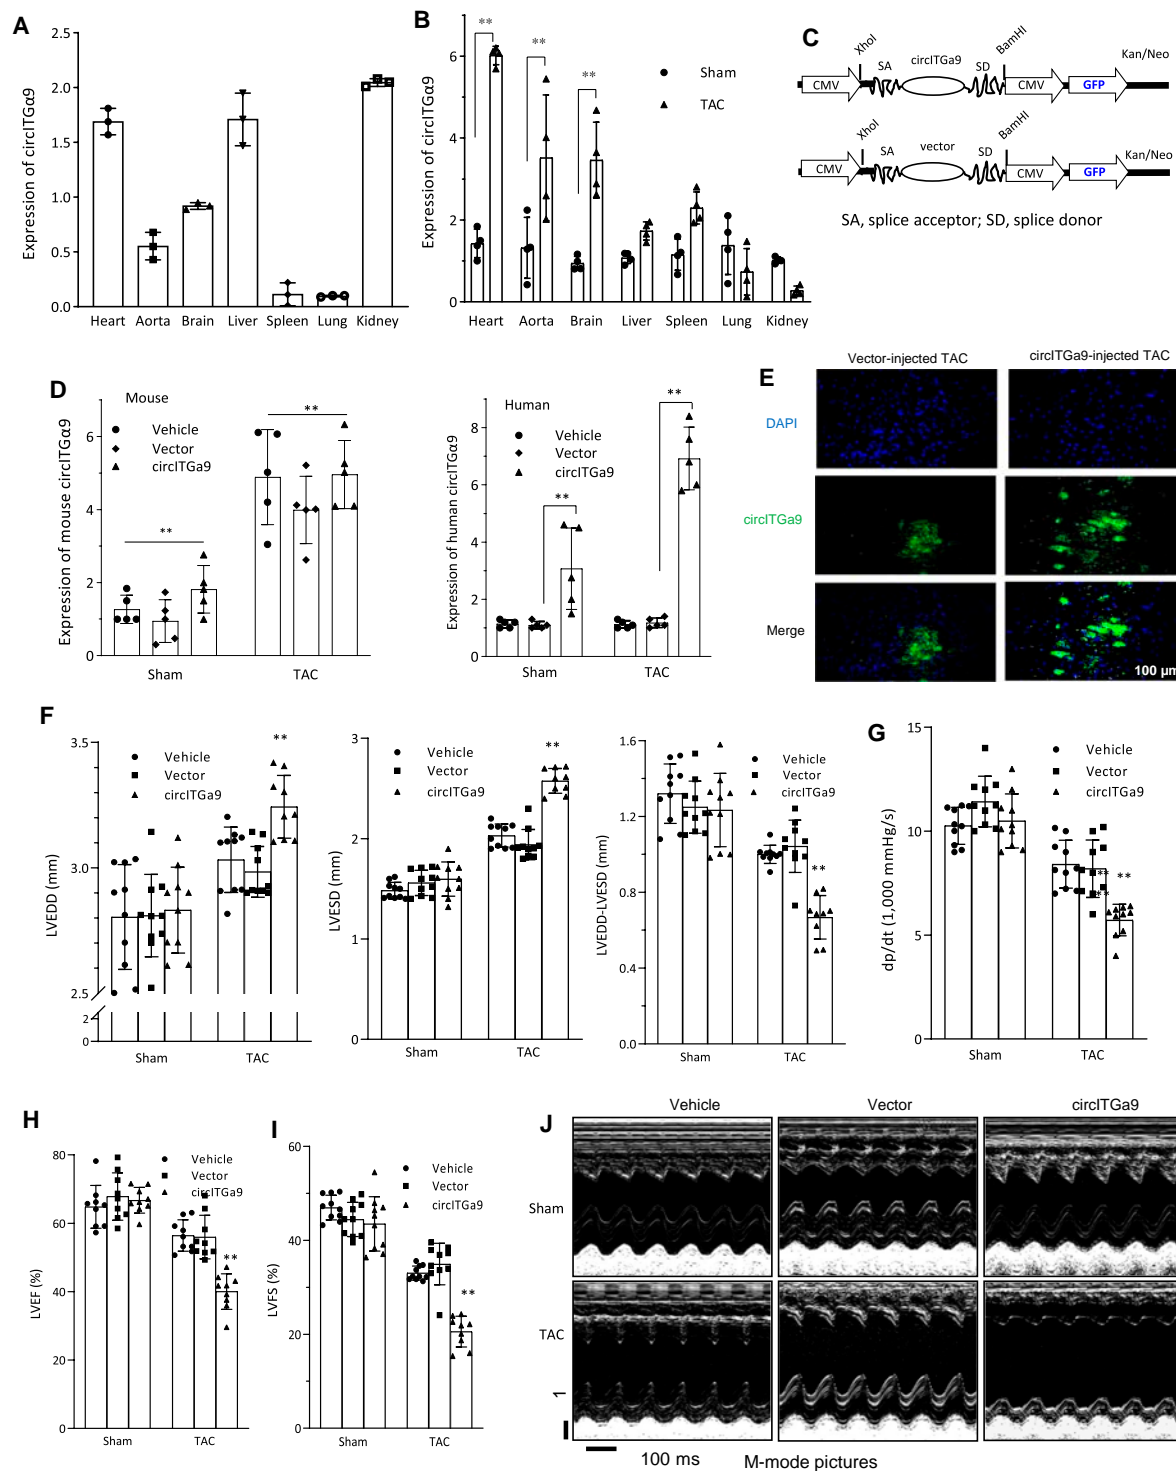 A
Expression of circITGα9
2.5
2.0
1.5
1.0
0.5
0.0
Heart Aorta Brain Liver Spleen Lung Kidney
B
Expression of circITGα9
6
4
2
0
** ** **
Sham
TAC
Heart Aorta Brain Liver Spleen Lung Kidney
C
XhoI
SA
circITGa9
SD
BamHI
Kan/Neo
CMV
CMV
GFP
XhoI
SA
vector
SD
BamHI
Kan/Neo
CMV
CMV
GFP
SA, splice acceptor; SD, splice donor
D
Mouse
Vehicle
Vector
circITGa9
Expression of mouse circITGα9
6
4
2
0
**
**
Sham TAC
Human
Vehicle
Vector
circITGa9
Expression of human circITGα9
8
6
4
2
0
**
**
Sham TAC
E
Vector-injected TAC
circITGa9-injected TAC
DAPI
circITGa9
Merge
100 µm
F
LVEDD (mm)
3.5
3.0
2.5
2
0
Vehicle
Vector
circITGa9
**
Sham TAC
LVESD (mm)
3
2
1
0
Vehicle
Vector
circITGa9
**
Sham TAC
LVEDD-LVESD (mm)
1.6
1.2
0.8
0.4
0.0
Vehicle
Vector
circITGa9
**
Sham TAC
G
dp/dt (1,000 mmHg/s)
15
10
5
0
Vehicle
Vector
circITGa9
**
**
**
Sham TAC
H
LVEF (%)
80
60
40
20
0
Vehicle
Vector
circITGa9
**
Sham TAC
I
LVFS (%)
60
40
20
0
Vehicle
Vector
circITGa9
**
Sham TAC
J
Vehicle Vector circITGa9
Sham
TAC
1
100 ms
M-mode pictures